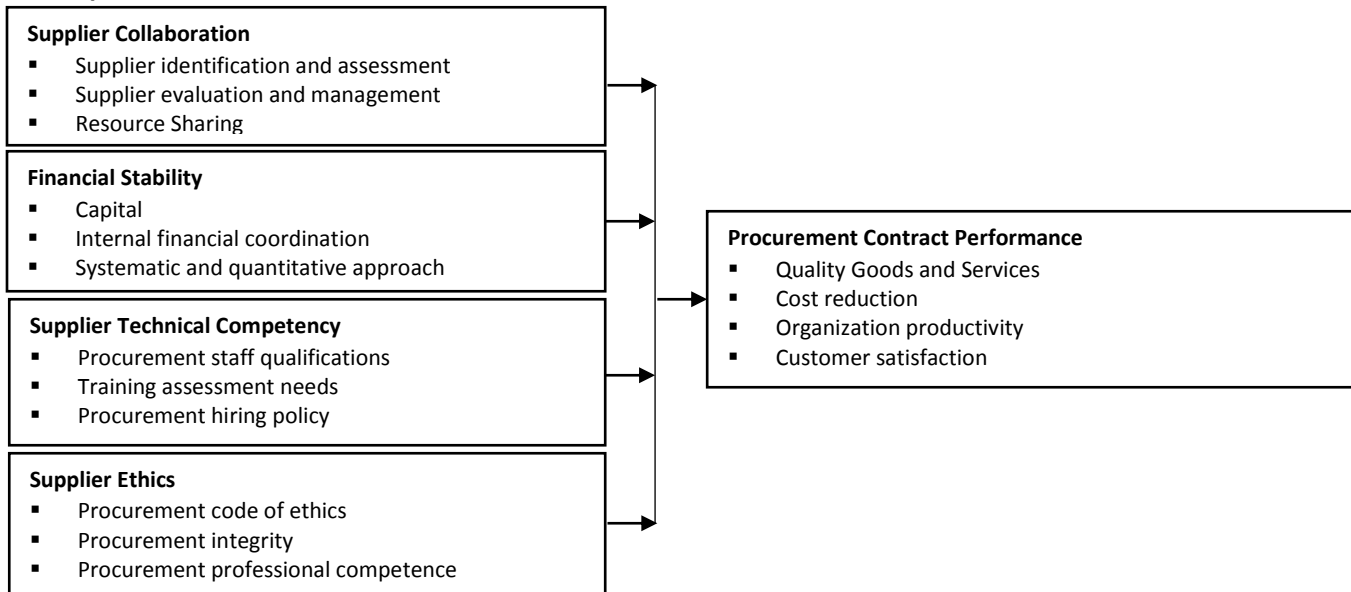 Supplier Collaboration
▪ Supplier identification and assessment
▪ Supplier evaluation and management
▪ Resource Sharing
Financial Stability
▪ Capital
▪ Internal financial coordination
▪ Systematic and quantitative approach
Supplier Technical Competency
▪ Procurement staff qualifications
▪ Training assessment needs
▪ Procurement hiring policy
Supplier Ethics
▪ Procurement code of ethics
▪ Procurement integrity
▪ Procurement professional competence
Procurement Contract Performance
▪ Quality Goods and Services
▪ Cost reduction
▪ Organization productivity
▪ Customer satisfaction